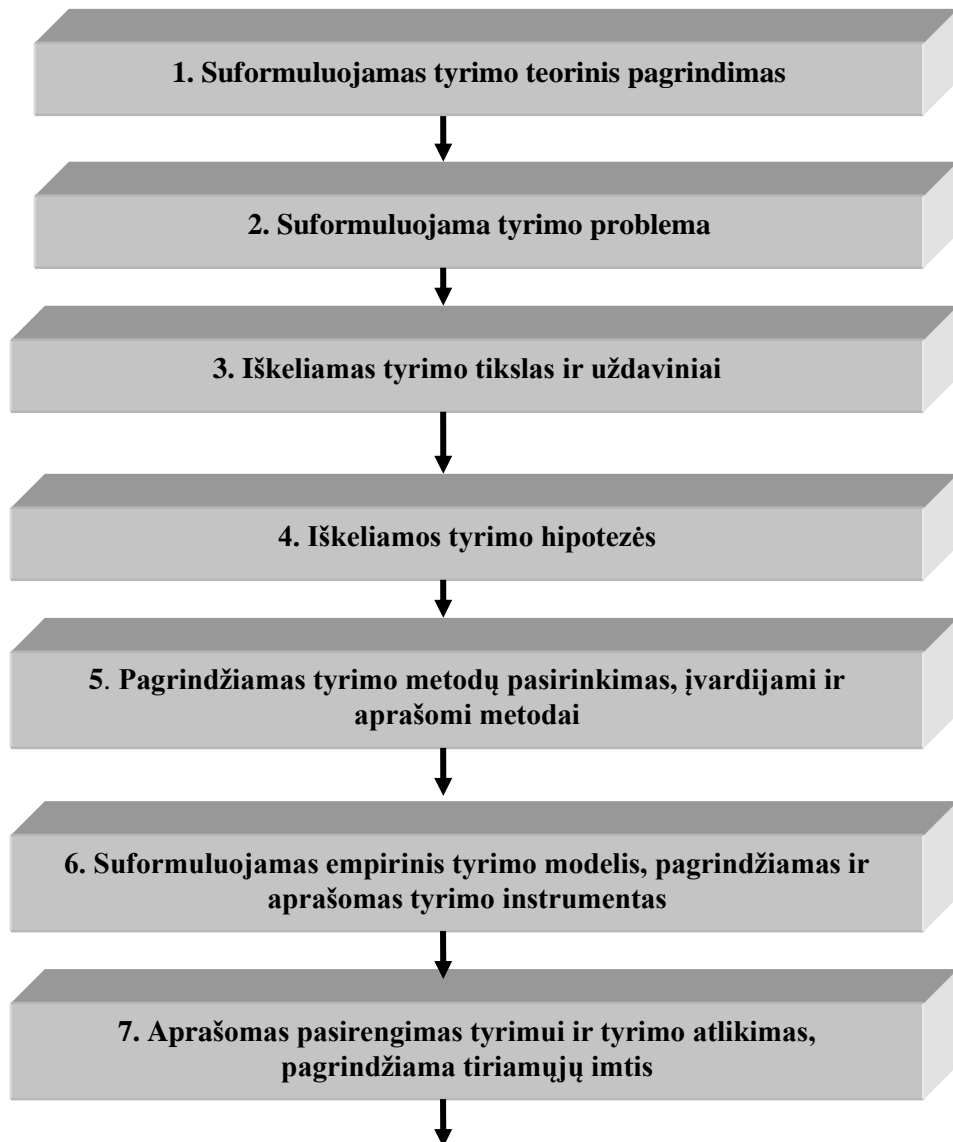 1. Suformuluojamas tyrimo teorinis pagrindimas
2. Suformuluojama tyrimo problema
3. Iškeliamas tyrimo tikslas ir uždaviniai
4. Iškeliamos tyrimo hipotezės
5. Pagrindžiamas tyrimo metodų pasirinkimas, įvardijami ir
aprašomi metodai
6. Suformuluojamas empirinis tyrimo modelis, pagrindžiamas ir
aprašomas tyrimo instrumentas
7. Aprašomas pasirengimas tyrimui ir tyrimo atlikimas,
pagrindžiama tiriamųjų imtis